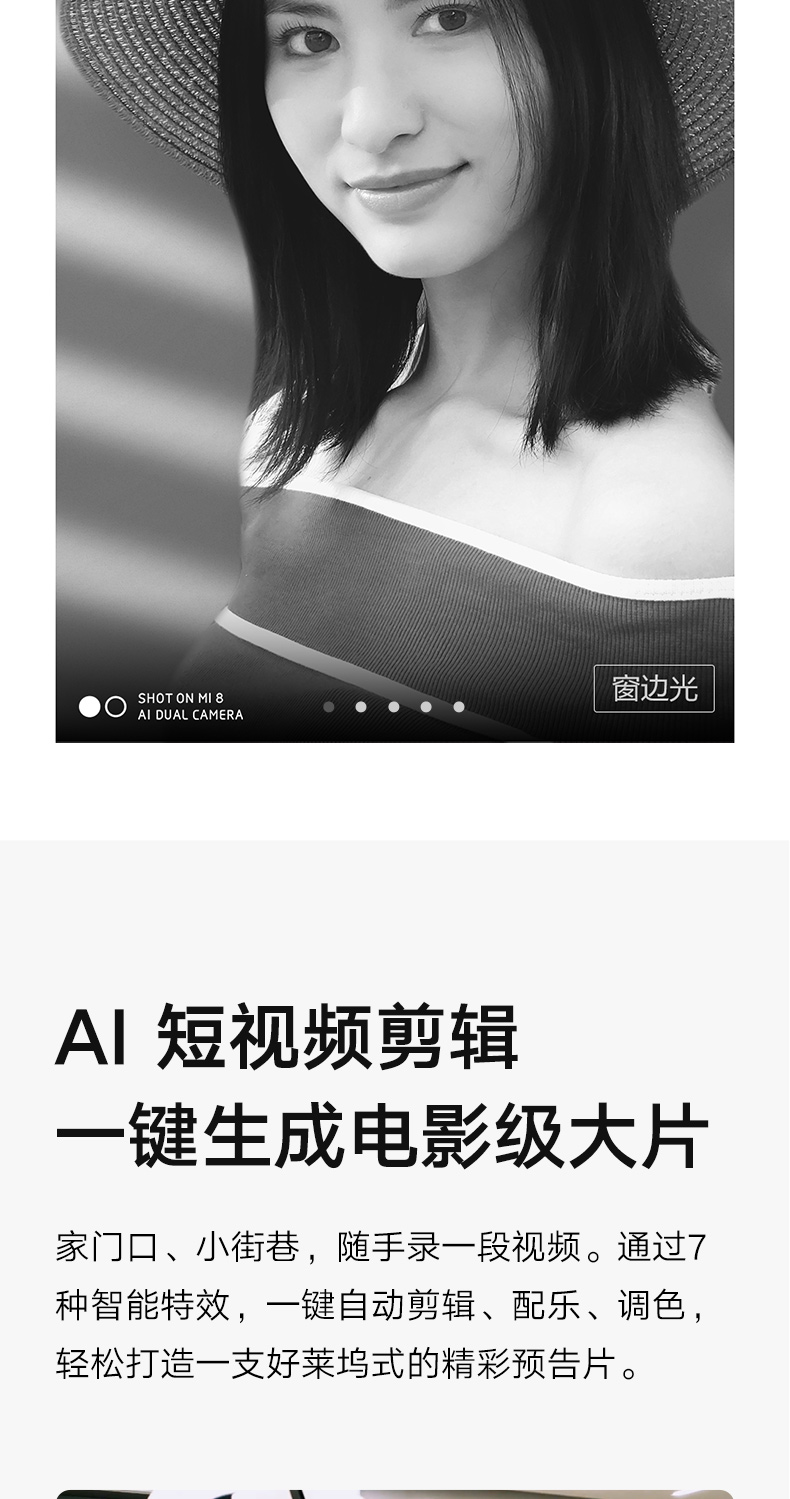 SHOT ON MI 8
AI DUAL CAMERA
窗边光
AI 短视频剪辑
一键生成电影级大片
家门口、小街巷，随手录一段视频。通过7
种智能特效，一键自动剪辑、配乐、调色，
轻松打造一支好莱坞式的精彩预告片。